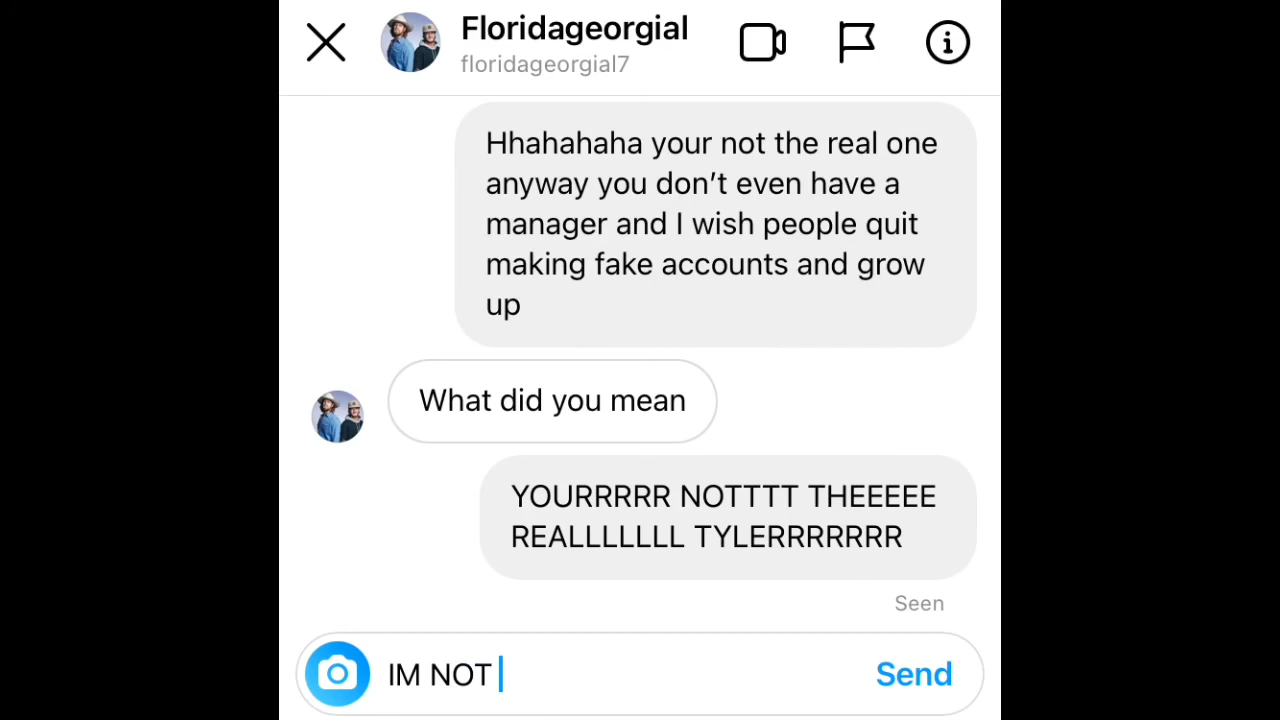 Floridageorgial
floridageorgial7
Hhahahaha your not the real one
anyway you don’t even have a
manager and I wish people quit
making fake accounts and grow
up
What did you mean
YOURRRRR NOTTTT THEEEEE
REALLLLLLL TYLERRRRRRR
Seen
IM NOT
Send